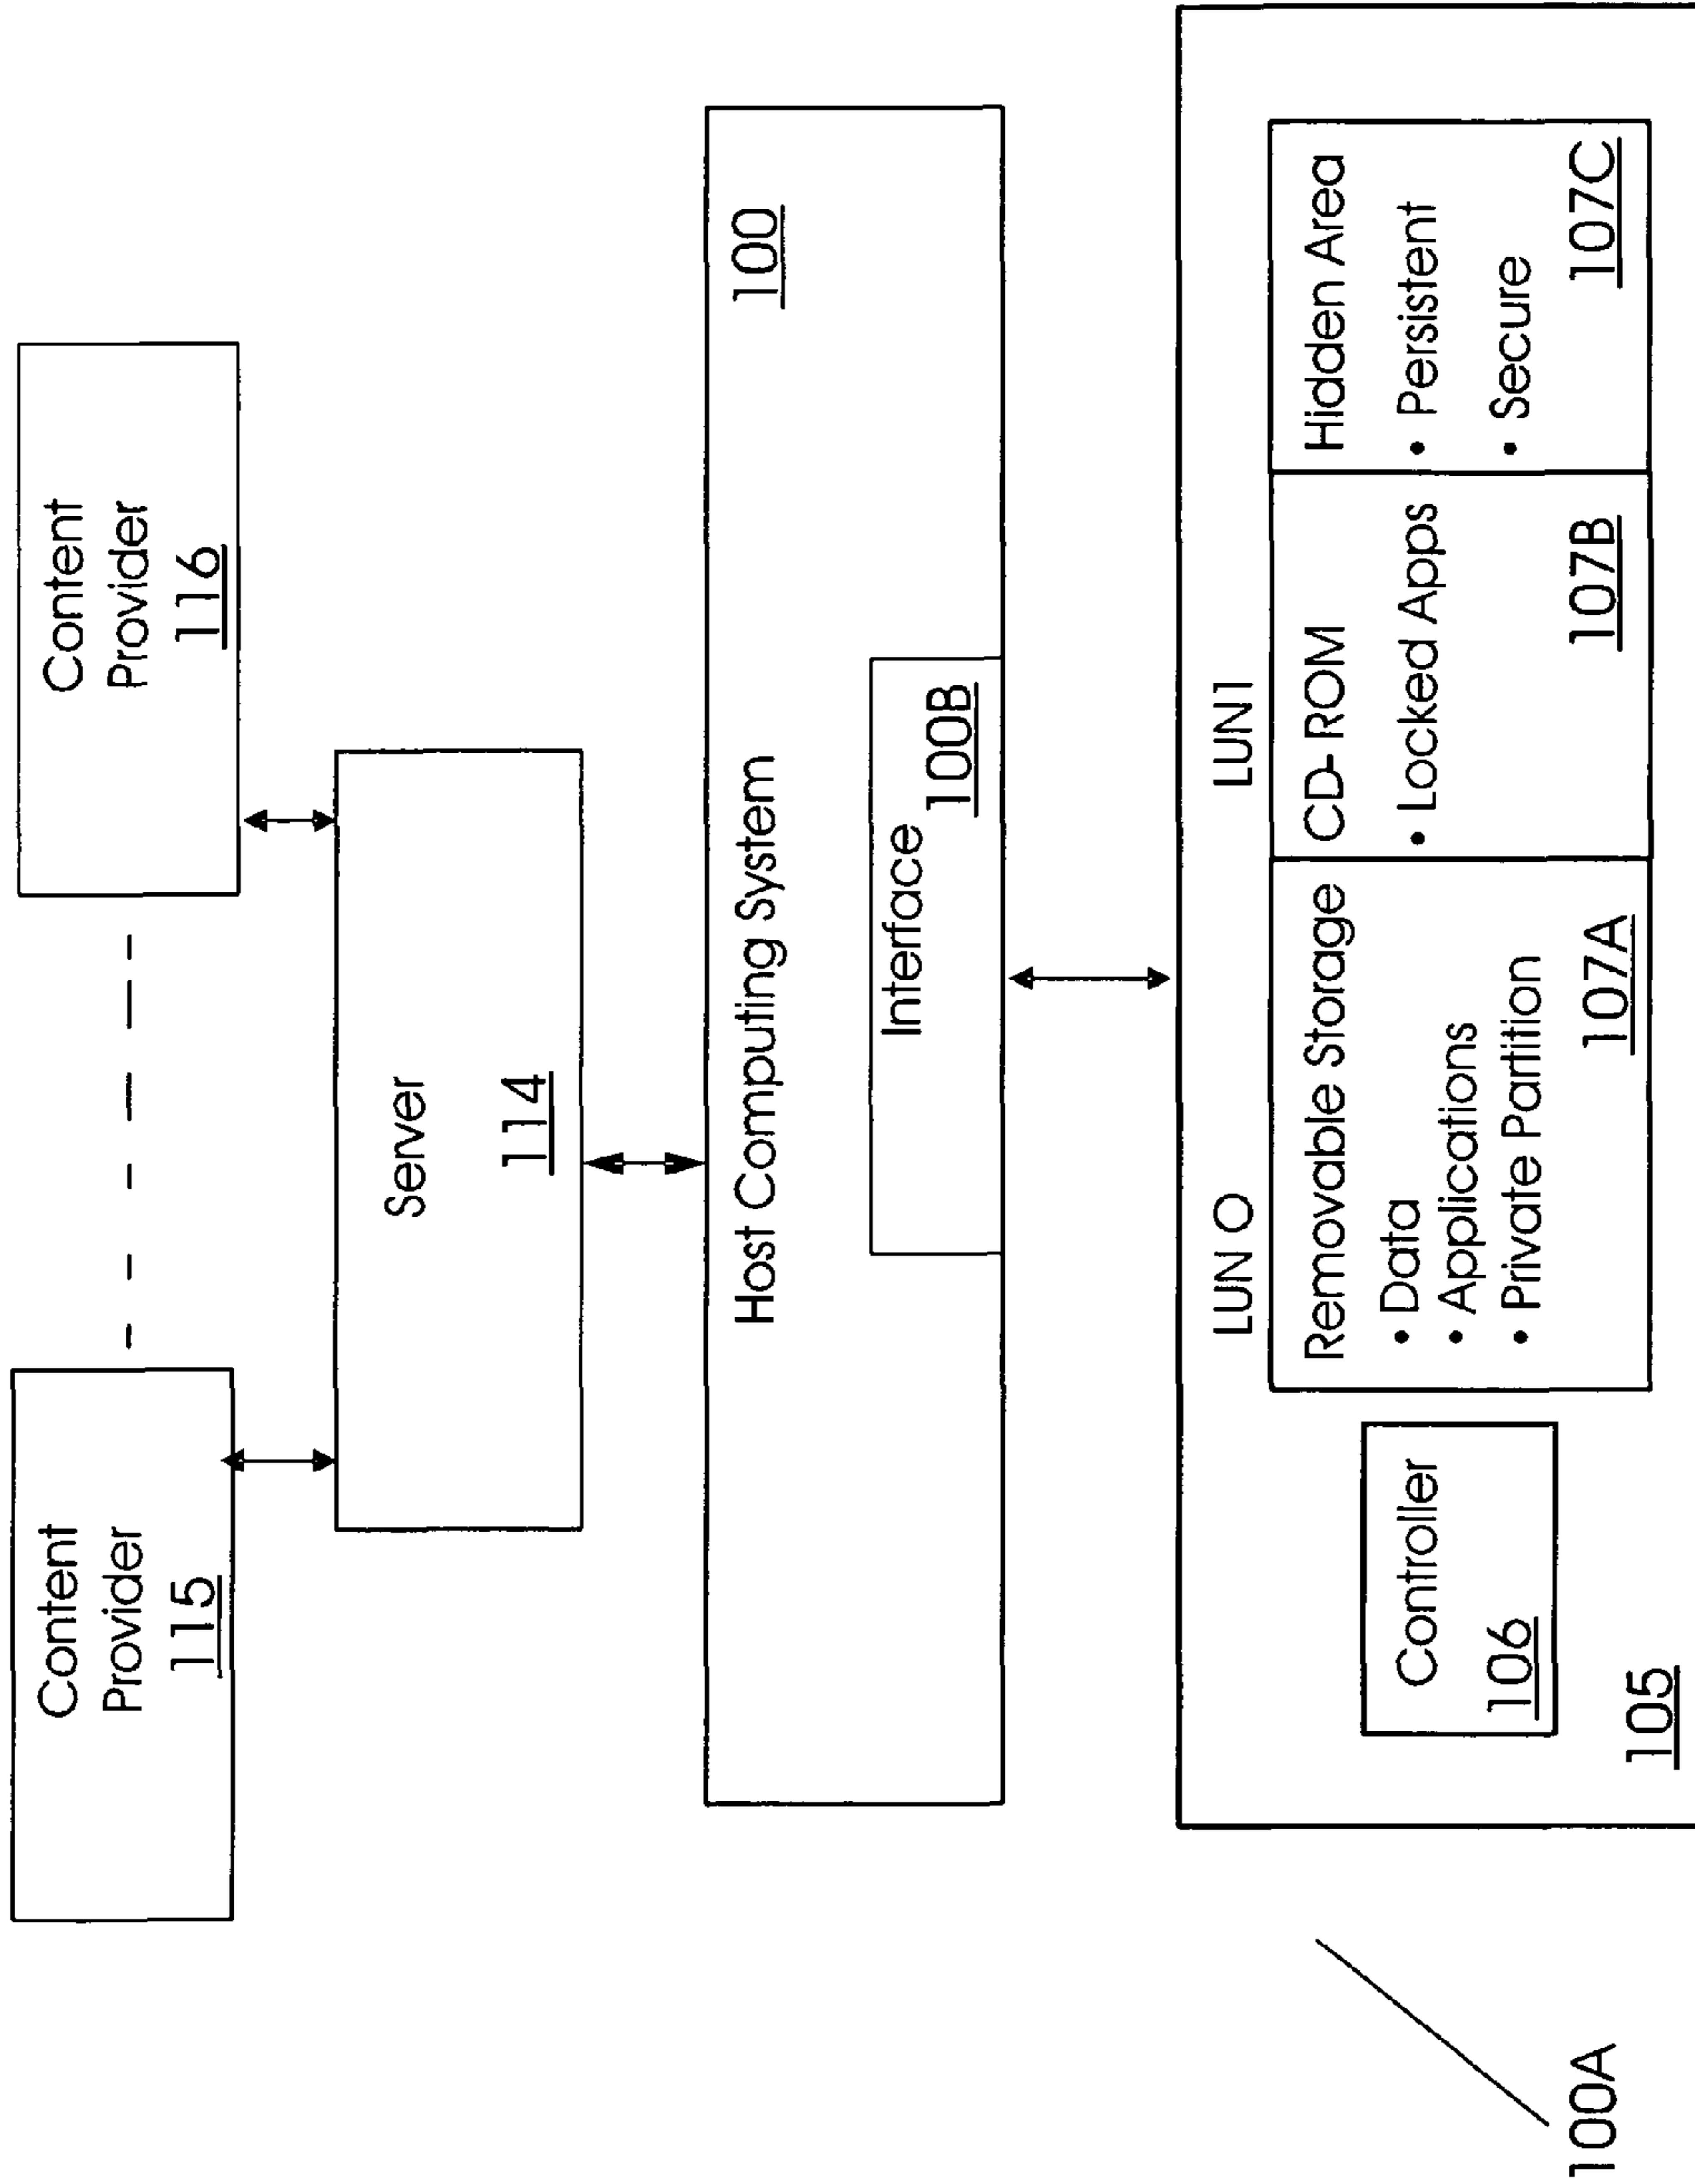 Content
Provider
115
Content
Provider
116
Server
114
Host Computing System
100
Interface
100B
LUN O
LUN1
Controller
106
Removable Storage
• Data
• Applications
• Private Partition
107A
CD-ROM
• Locked Apps
107B
Hidden Area
• Persistent
• Secure
107C
105
100A